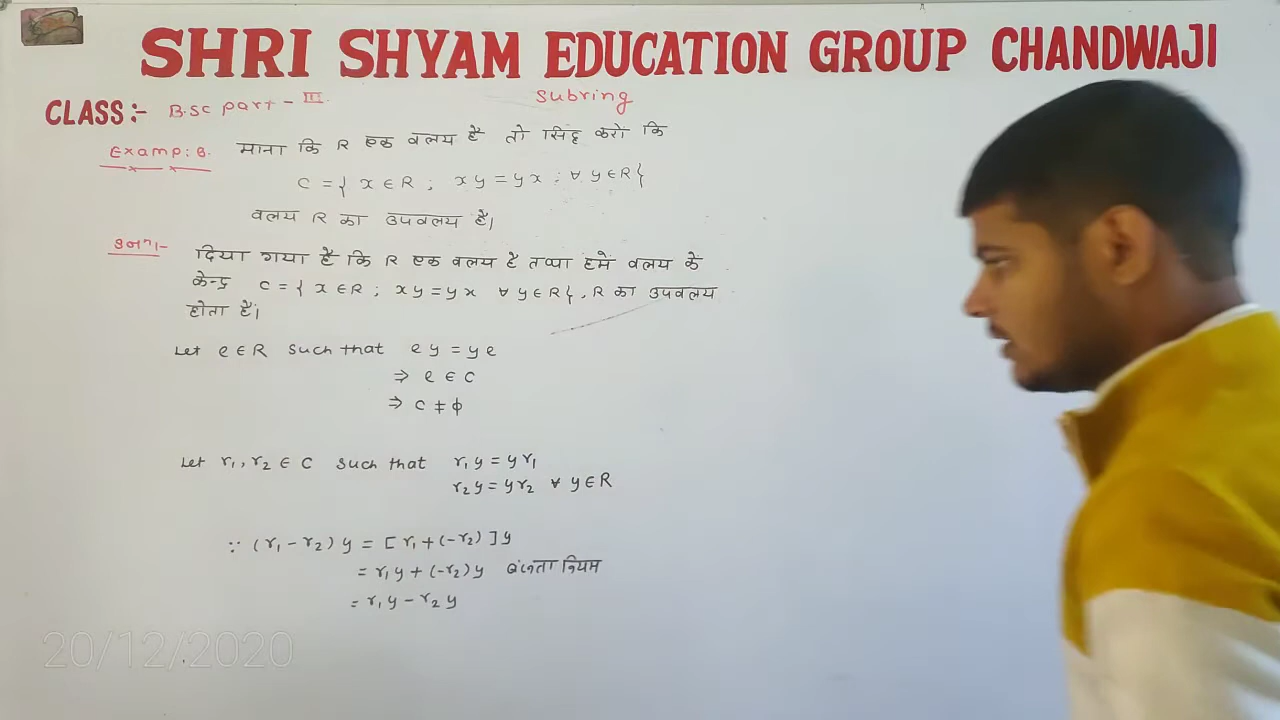 SHRI SHYAM EDUCATION GROUP CHANDWAJI
CLASS:- B.SC part - III. Subring
Examp: 8. माना कि R एक वलय है तो सिद्ध करो कि
C = { x ∈ R ; xy = yx ; ∀ y ∈ R }
वलय R का उपवलय है।
हल :- दिया गया है कि R एक वलय है तथा हमें वलय के
केन्द्र C = { x ∈ R ; xy = yx ∀ y ∈ R } , R का उपवलय
होता है।
Let e ∈ R such that ey = ye
⇒ e ∈ C
⇒ C ≠ ϕ
Let r₁, r₂ ∈ C such that r₁y = yr₁
r₂y = yr₂ ∀ y ∈ R
∵ (r₁ - r₂) y = [ r₁ + (-r₂) ] y
= r₁y + (-r₂) y बंटनता नियम
= r₁y - r₂y
20/12/2020